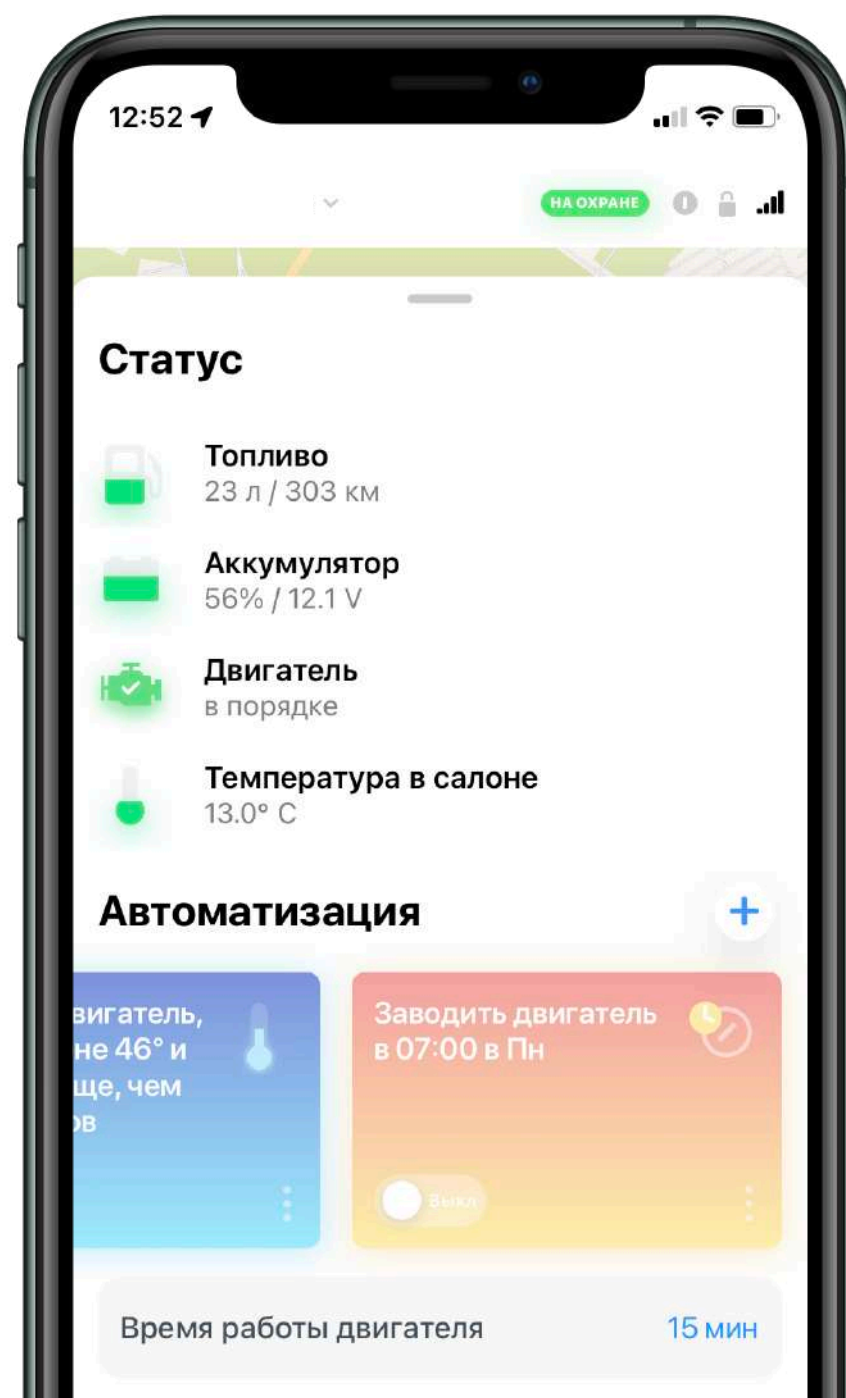 12:52
НА ОХРАНЕ
Статус
Топливо
23 л / 303 км
Аккумулятор
56% / 12.1 V
Двигатель
в порядке
Температура в салоне
13.0° C
Автоматизация
вигатель,
не 46° и
ще, чем
ов
Заводить двигатель
в 07:00 в Пн
Выкл
Время работы двигателя
15 мин